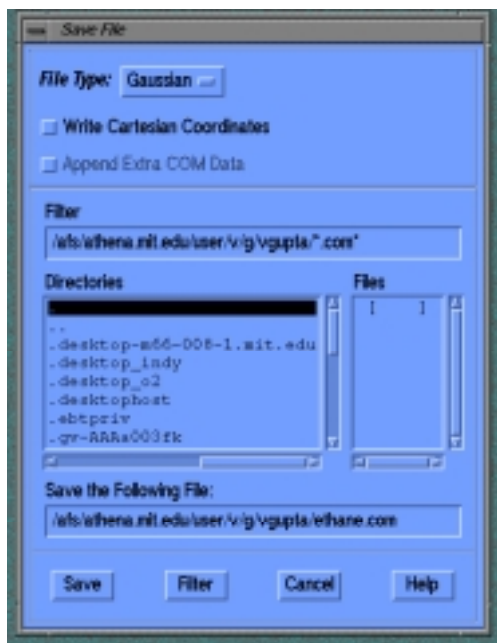 Save File
File Type: Gaussian
Write Cartesian Coordinates
Append Extra COM Data
Filter
/afs/athena.mit.edu/user/v/g/vgupta/*.com*
Directories Files
.
[ ]
..
.desktop-m66-008-1.mit.edu
.desktop_indy
.desktop_o2
.desktophost
.ebtpriv
.gv-AAAa003fk
Save the Following File:
/afs/athena.mit.edu/user/v/g/vgupta/ethane.com
Save Filter Cancel Help